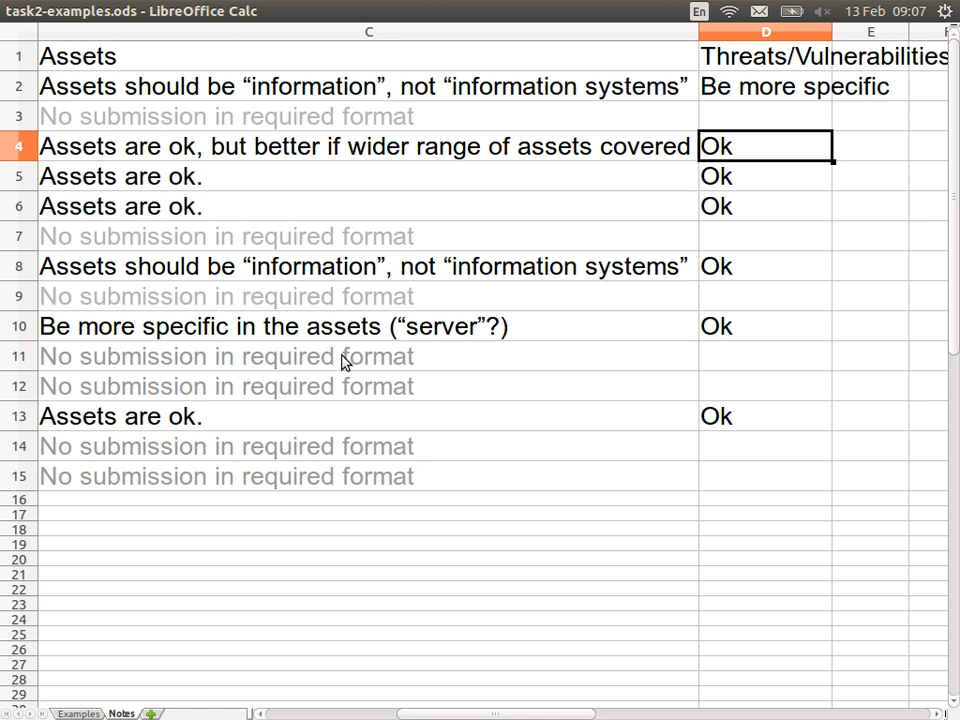 task2-examples.ods - LibreOffice Calc En 13 Feb 09:07
C D E F
1 Assets Threats/Vulnerabilities
2 Assets should be “information”, not “information systems” Be more specific
3 No submission in required format
4 Assets are ok, but better if wider range of assets covered Ok
5 Assets are ok. Ok
6 Assets are ok. Ok
7 No submission in required format
8 Assets should be “information”, not “information systems” Ok
9 No submission in required format
10 Be more specific in the assets (“server”?) Ok
11 No submission in required format
12 No submission in required format
13 Assets are ok. Ok
14 No submission in required format
15 No submission in required format
16
17
18
19
20
21
22
23
24
25
26
27
28
29
Examples Notes